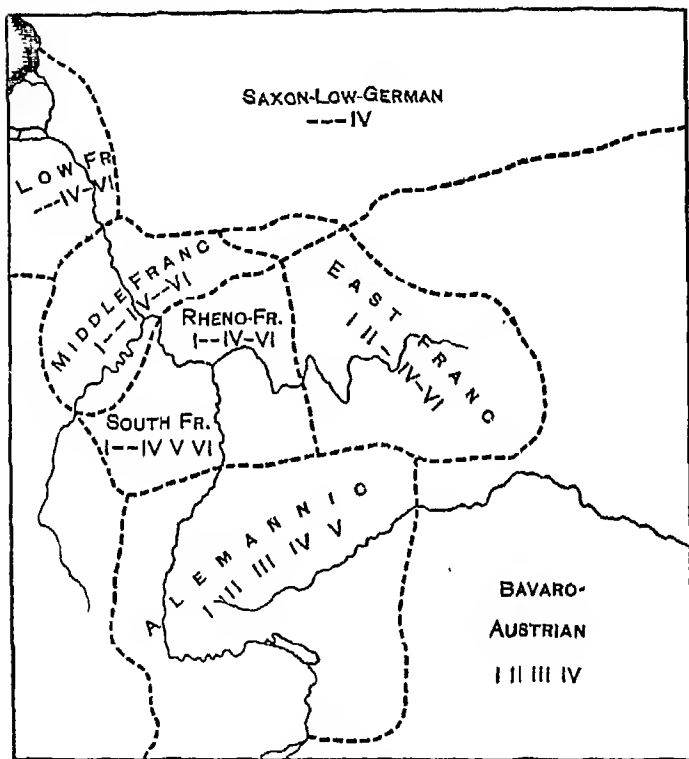 SAXON-LOW-GERMAN
---IV
LOW FR
---IV-VI
MIDDLE FRANC
I---IV--VI
RHENO-FR.
I--IV-VI
EAST FRANC
I II-IV-VI
SOUTH FR.
I---IV V VI
ALEMANNIC
I II III IV V
BAVARO-
AUSTRIAN
I II III IV